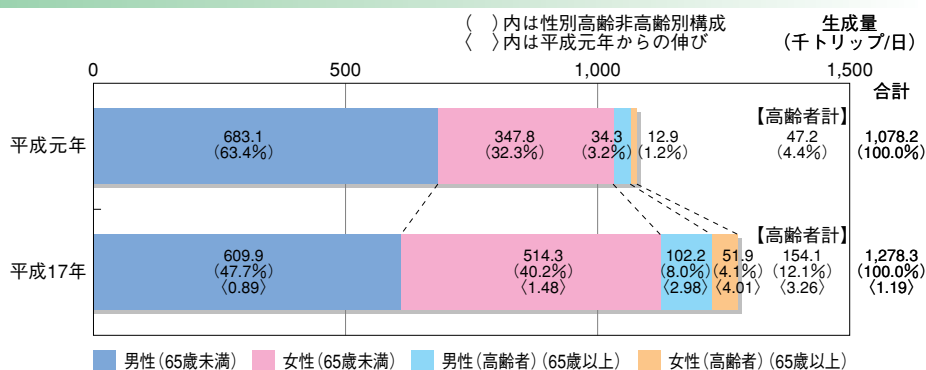 (　)内は性別高齢非高齢別構成
〈　〉内は平成元年からの伸び
生成量
(千トリップ/日)
0 500 1,000 1,500
合計
平成元年
683.1
(63.4%)
347.8
(32.3%)
34.3
(3.2%)
12.9
(1.2%)
【高齢者計】
47.2
(4.4%)
1,078.2
(100.0%)
平成17年
609.9
(47.7%)
〈0.89〉
514.3
(40.2%)
〈1.48〉
102.2
(8.0%)
〈2.98〉
51.9
(4.1%)
〈4.01〉
【高齢者計】
154.1
(12.1%)
〈3.26〉
1,278.3
(100.0%)
〈1.19〉
男性(65歳未満) 女性(65歳未満) 男性(高齢者)(65歳以上) 女性(高齢者)(65歳以上)